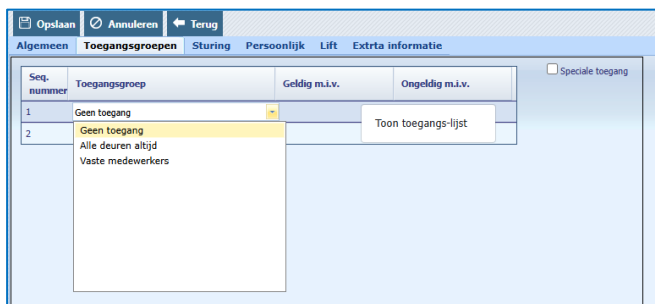 Opslaan Annuleren Terug
Algemeen Toegangsgroepen Sturing Persoonlijk Lift Extrta informatie
Seq. nummer Toegangsgroep Geldig m.i.v. Ongeldig m.i.v.
Speciale toegang
1 Geen toegang
Toon toegangs-lijst
2
Geen toegang
Alle deuren altijd
Vaste medewerkers